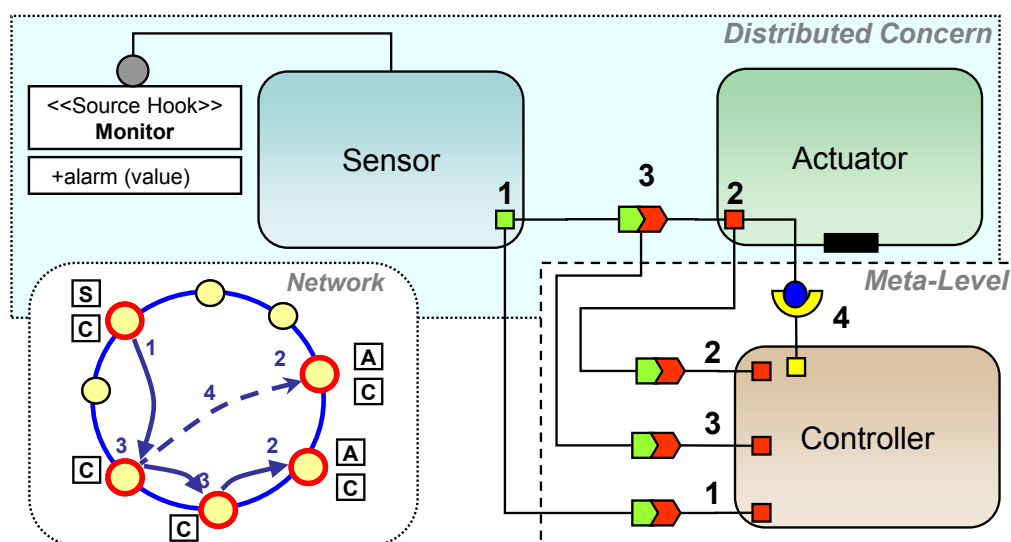 Distributed Concern
<<Source Hook>>
Monitor
+alarm (value)
Sensor
Actuator
1
3
2
Network
Meta-Level
S
C
1
2
A
C
4
4
2
3
C
3
2
A
C
C
3
1
Controller